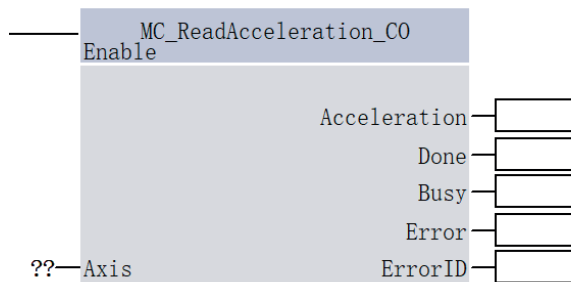 MC_ReadAcceleration_CO
Enable
Acceleration
Done
Busy
Error
??
Axis
ErrorID